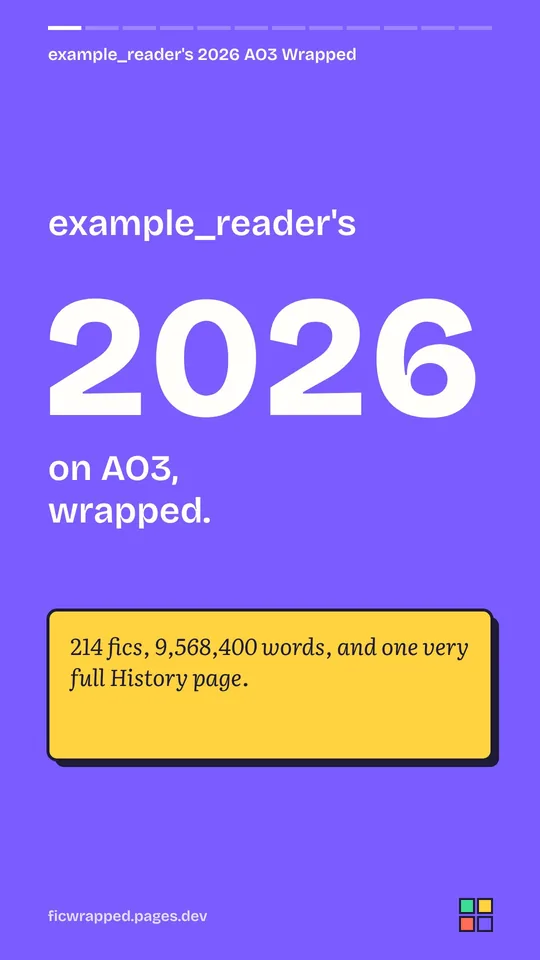 example_reader's 2026 AO3 Wrapped
example_reader's
2026
on AO3,
wrapped.
214 fics, 9,568,400 words, and one very
full History page.
ficwrapped.pages.dev